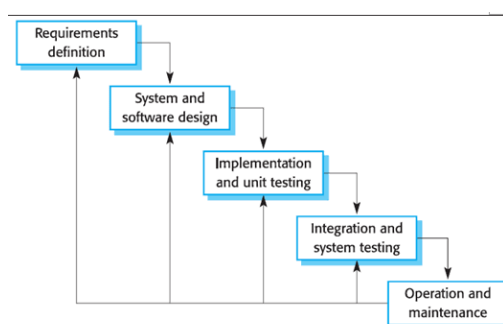 Requirements
definition
System and
software design
Implementation
and unit testing
Integration and
system testing
Operation and
maintenance